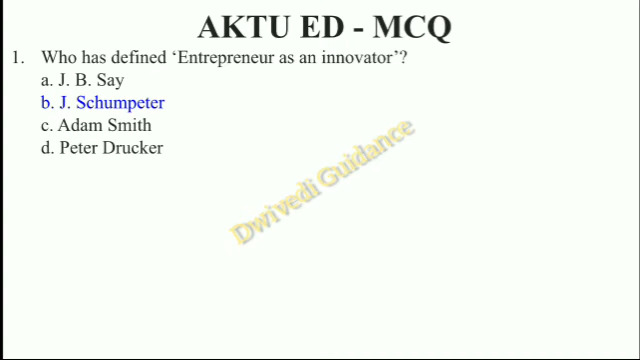 AKTU ED - MCQ
1. Who has defined ‘Entrepreneur as an innovator’?
a. J. B. Say
b. J. Schumpeter
c. Adam Smith
d. Peter Drucker
Dwivedi Guidance